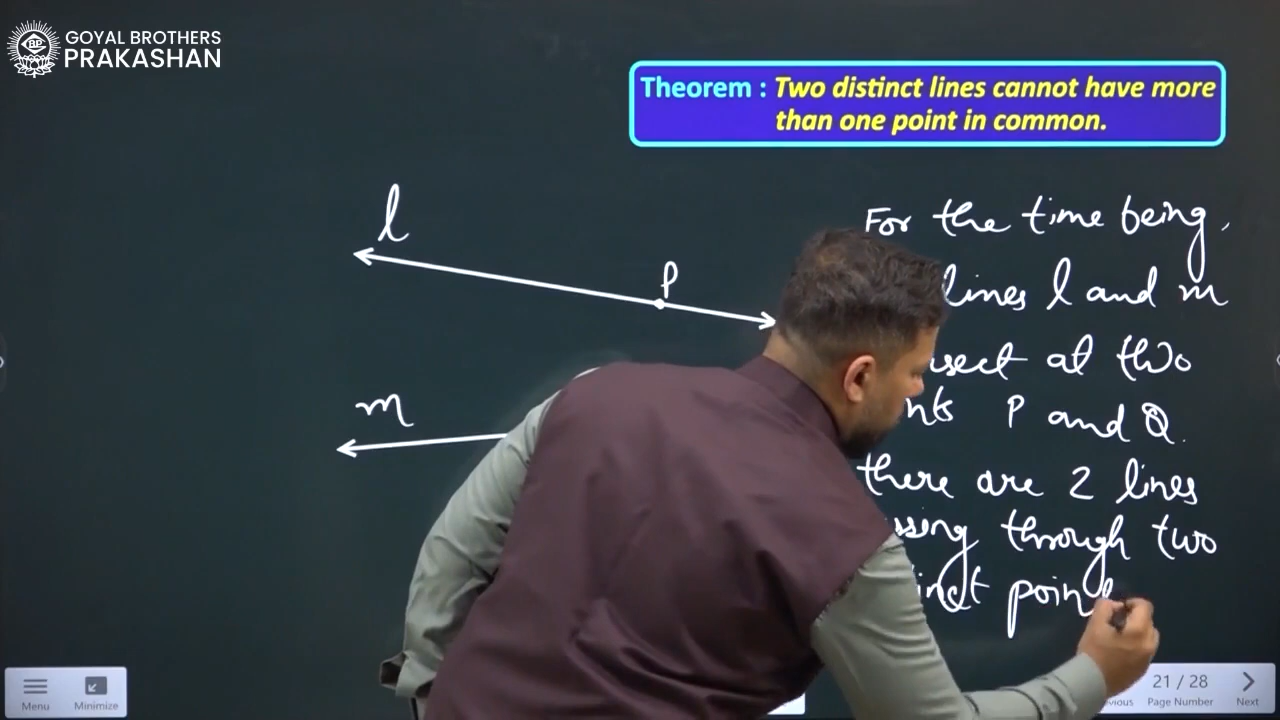 GOYAL BROTHERS
PRAKASHAN
Theorem : Two distinct lines cannot have more
than one point in common.
l
P
m
For the time being,
lines l and m
at two
P and Q.
there are 2 lines
through two
Menu
Minimize
21 / 28
Page Number
Next